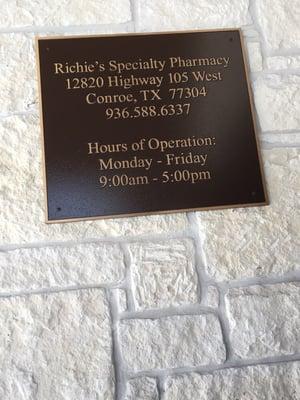 Richie's Specialty Pharmacy
12820 Highway 105 West
Conroe, TX 77304
936.588.6337
Hours of Operation:
Monday - Friday
9:00am - 5:00pm